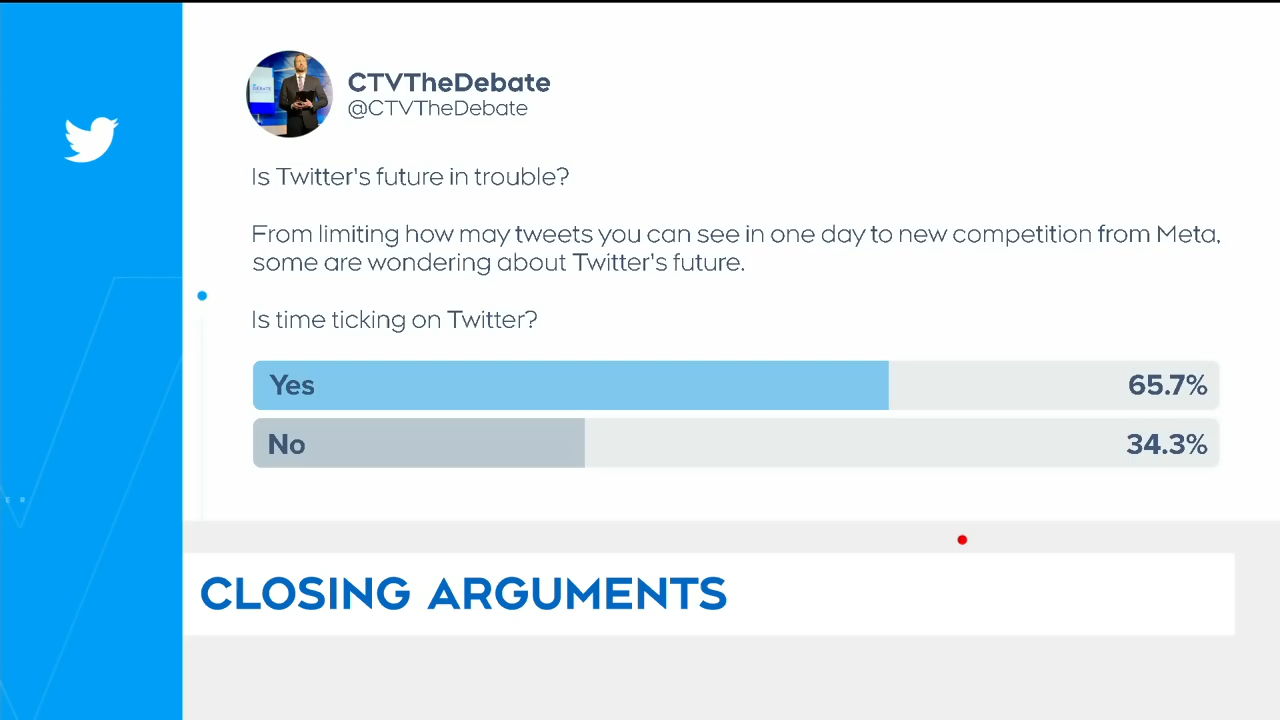 CTVTheDebate
@CTVTheDebate
Is Twitter's future in trouble?
From limiting how may tweets you can see in one day to new competition from Meta,
some are wondering about Twitter's future.
Is time ticking on Twitter?
Yes 65.7%
No 34.3%
CLOSING ARGUMENTS